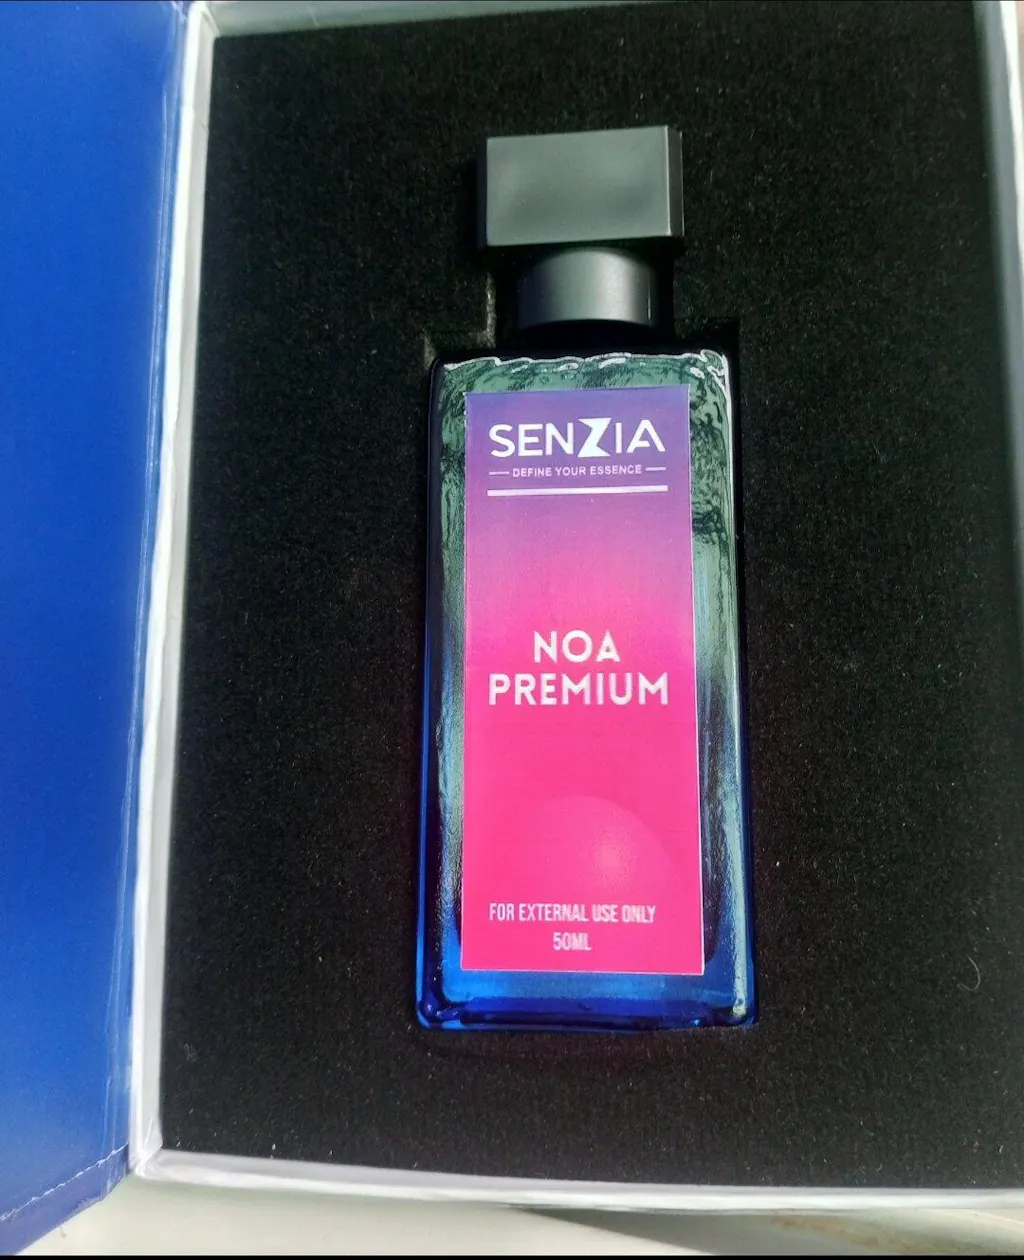 SENZIA
DEFINE YOUR ESSENCE
NOA
PREMIUM
FOR EXTERNAL USE ONLY
50ML